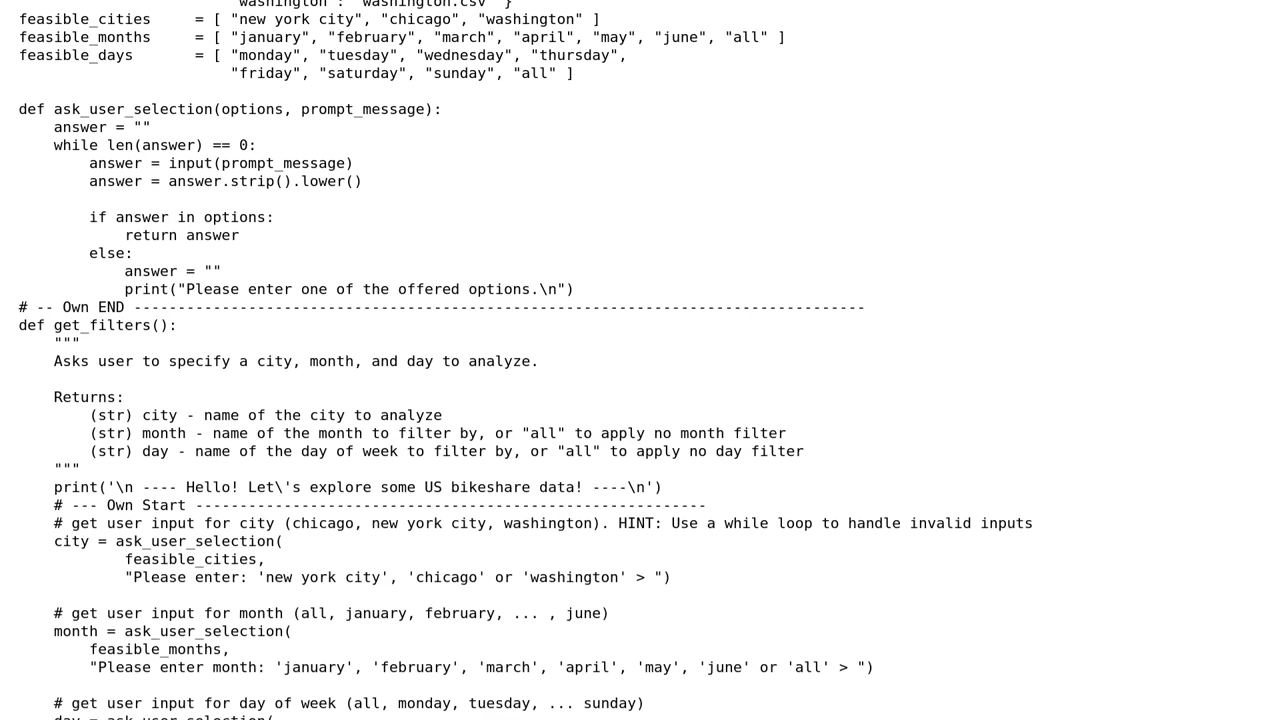 'washington': 'washington.csv' }
feasible_cities     = [ "new york city", "chicago", "washington" ]
feasible_months     = [ "january", "february", "march", "april", "may", "june", "all" ]
feasible_days       = [ "monday", "tuesday", "wednesday", "thursday",
                        "friday", "saturday", "sunday", "all" ]

def ask_user_selection(options, prompt_message):
    answer = ""
    while len(answer) == 0:
        answer = input(prompt_message)
        answer = answer.strip().lower()

        if answer in options:
            return answer
        else:
            answer = ""
            print("Please enter one of the offered options.\n")
# -- Own END -----------------------------------------------------------------------------------
def get_filters():
    """
    Asks user to specify a city, month, and day to analyze.

    Returns:
        (str) city - name of the city to analyze
        (str) month - name of the month to filter by, or "all" to apply no month filter
        (str) day - name of the day of week to filter by, or "all" to apply no day filter
    """
    print('\n ---- Hello! Let\'s explore some US bikeshare data! ----\n')
    # --- Own Start ----------------------------------------------------------
    # get user input for city (chicago, new york city, washington). HINT: Use a while loop to handle invalid inputs
    city = ask_user_selection(
            feasible_cities,
            "Please enter: 'new york city', 'chicago' or 'washington' > ")

    # get user input for month (all, january, february, ... , june)
    month = ask_user_selection(
        feasible_months,
        "Please enter month: 'january', 'february', 'march', 'april', 'may', 'june' or 'all' > ")

    # get user input for day of week (all, monday, tuesday, ... sunday)
    day = ask_user_selection(